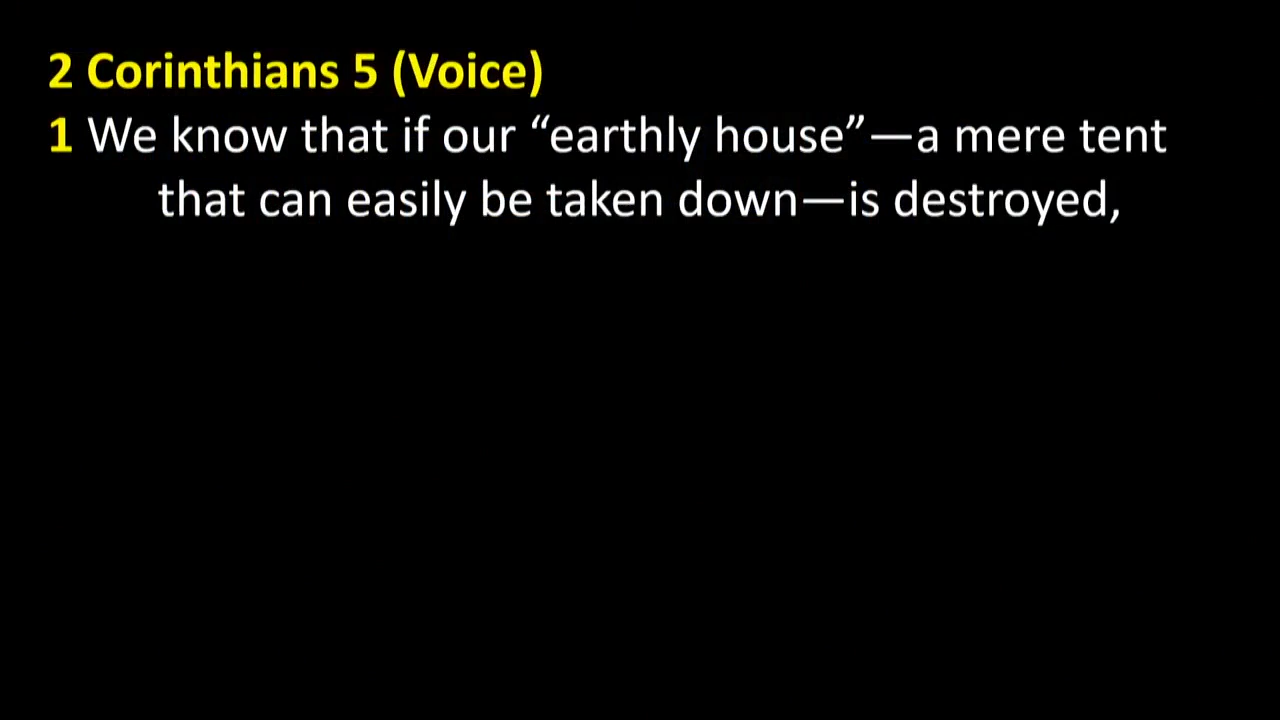 2 Corinthians 5 (Voice)
1 We know that if our “earthly house”—a mere tent
that can easily be taken down—is destroyed,